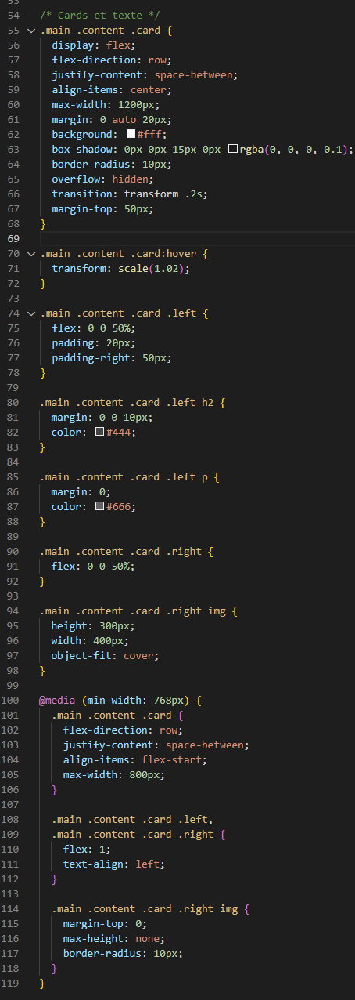 53
54 /* Cards et texte */
55 .main .content .card {
56 display: flex;
57 flex-direction: row;
58 justify-content: space-between;
59 align-items: center;
60 max-width: 1200px;
61 margin: 0 auto 20px;
62 background: #fff;
63 box-shadow: 0px 0px 15px 0px rgba(0, 0, 0, 0.1);
64 border-radius: 10px;
65 overflow: hidden;
66 transition: transform .2s;
67 margin-top: 50px;
68 }
69
70 .main .content .card:hover {
71 transform: scale(1.02);
72 }
73
74 .main .content .card .left {
75 flex: 0 0 50%;
76 padding: 20px;
77 padding-right: 50px;
78 }
79
80 .main .content .card .left h2 {
81 margin: 0 0 10px;
82 color: #444;
83 }
84
85 .main .content .card .left p {
86 margin: 0;
87 color: #666;
88 }
89
90 .main .content .card .right {
91 flex: 0 0 50%;
92 }
93
94 .main .content .card .right img {
95 height: 300px;
96 width: 400px;
97 object-fit: cover;
98 }
99
100 @media (min-width: 768px) {
101 .main .content .card {
102 flex-direction: row;
103 justify-content: space-between;
104 align-items: flex-start;
105 max-width: 800px;
106 }
107
108 .main .content .card .left,
109 .main .content .card .right {
110 flex: 1;
111 text-align: left;
112 }
113
114 .main .content .card .right img {
115 margin-top: 0;
116 max-height: none;
117 border-radius: 10px;
118 }
119 }